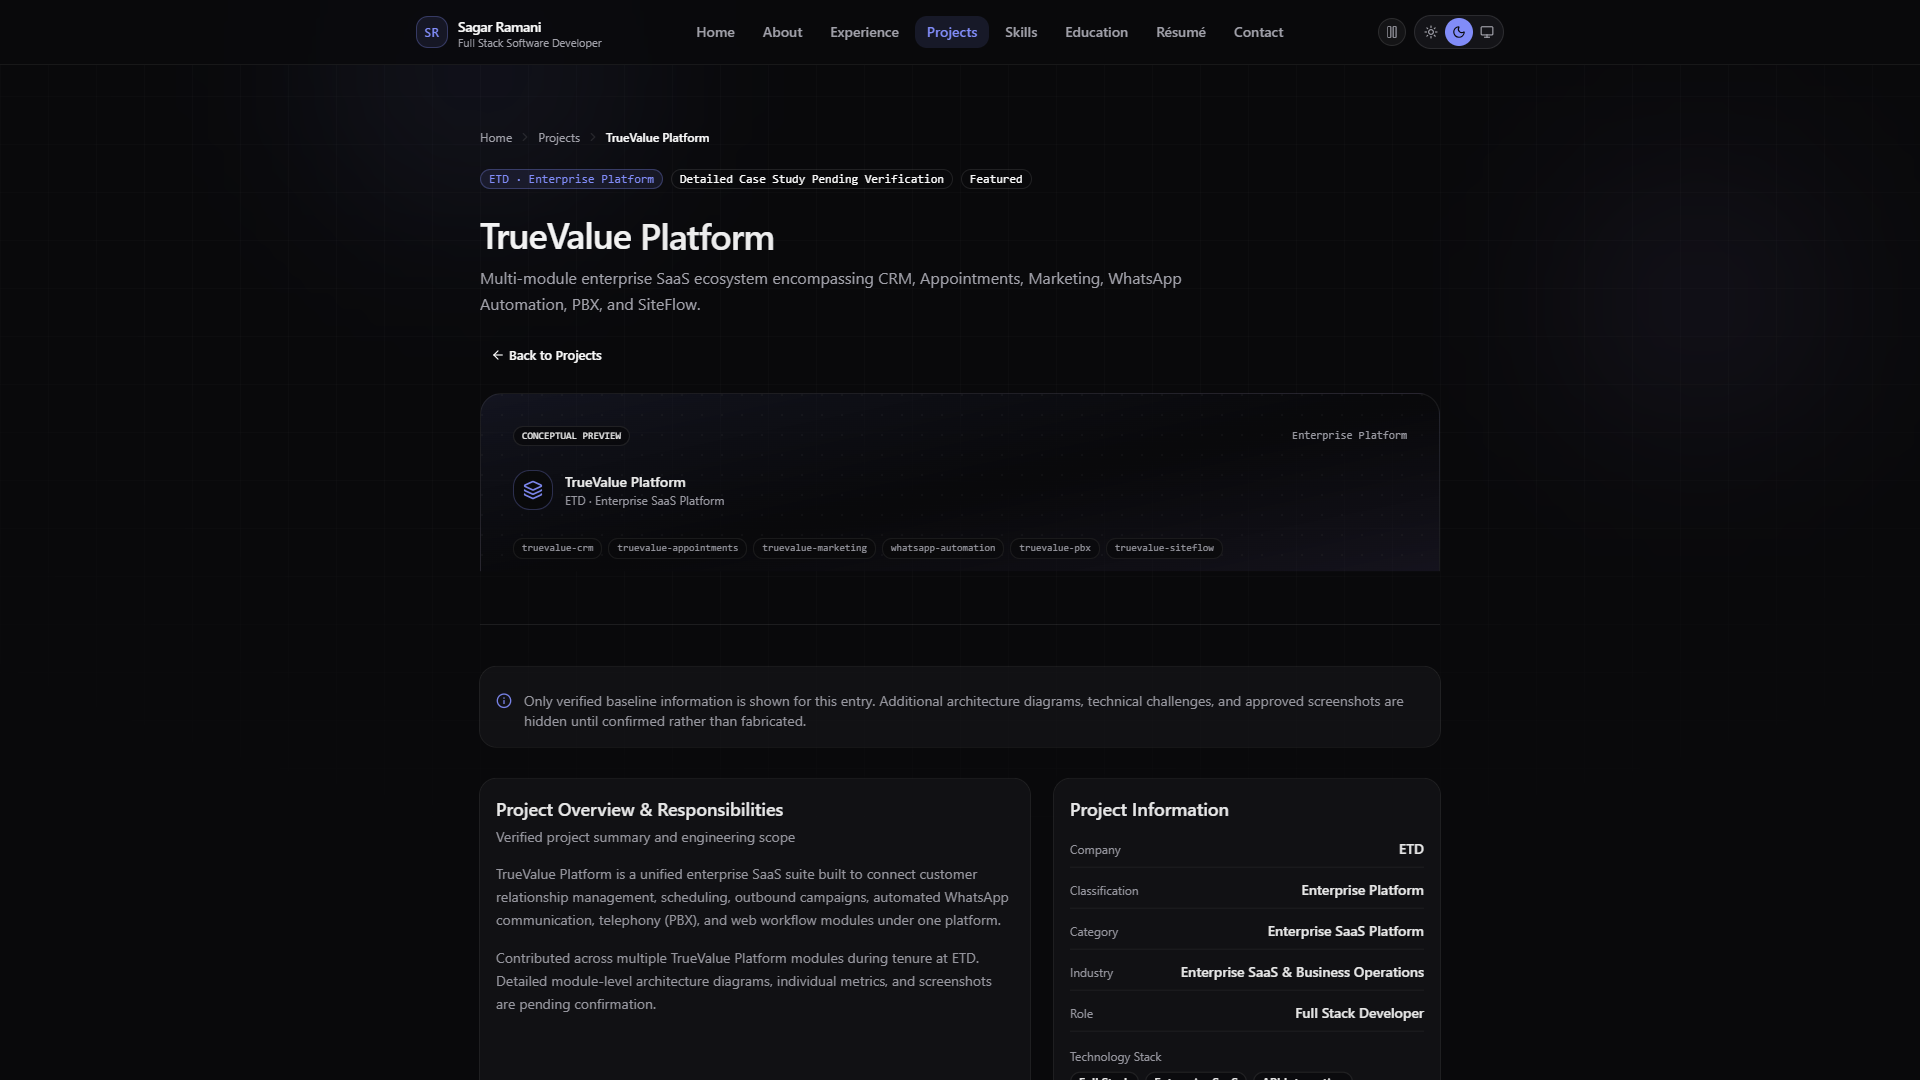 SR
Sagar Ramani
Full Stack Software Developer
Home
About
Experience
Projects
Skills
Education
Résumé
Contact
Home
Projects
TrueValue Platform
ETD · Enterprise Platform
Detailed Case Study Pending Verification
Featured
TrueValue Platform
Multi-module enterprise SaaS ecosystem encompassing CRM, Appointments, Marketing, WhatsApp
Automation, PBX, and SiteFlow.
Back to Projects
CONCEPTUAL PREVIEW
Enterprise Platform
TrueValue Platform
ETD · Enterprise SaaS Platform
truevalue-crm
truevalue-appointments
truevalue-marketing
whatsapp-automation
truevalue-pbx
truevalue-siteflow
Only verified baseline information is shown for this entry. Additional architecture diagrams, technical challenges, and approved screenshots are
hidden until confirmed rather than fabricated.
Project Overview & Responsibilities
Verified project summary and engineering scope
TrueValue Platform is a unified enterprise SaaS suite built to connect customer
relationship management, scheduling, outbound campaigns, automated WhatsApp
communication, telephony (PBX), and web workflow modules under one platform.
Contributed across multiple TrueValue Platform modules during tenure at ETD.
Detailed module-level architecture diagrams, individual metrics, and screenshots
are pending confirmation.
Project Information
Company
ETD
Classification
Enterprise Platform
Category
Enterprise SaaS Platform
Industry
Enterprise SaaS & Business Operations
Role
Full Stack Developer
Technology Stack